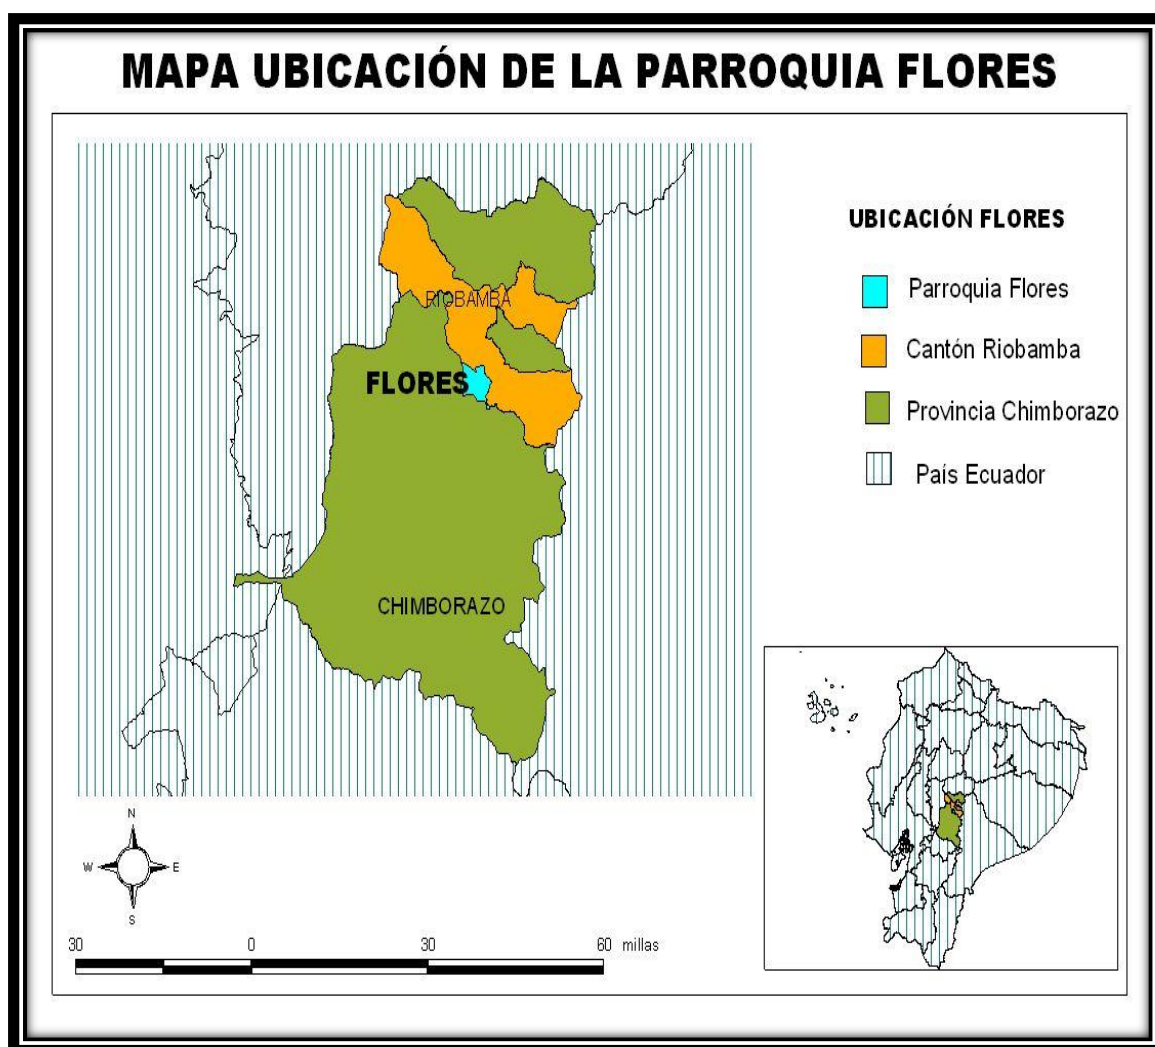 MAPA UBICACIÓN DE LA PARROQUIA FLORES
RIOBAMBA
FLORES
CHIMBORAZO
UBICACIÓN FLORES
Parroquia Flores
Cantón Riobamba
Provincia Chimborazo
País Ecuador
N
W E
S
30 0 30 60 millas